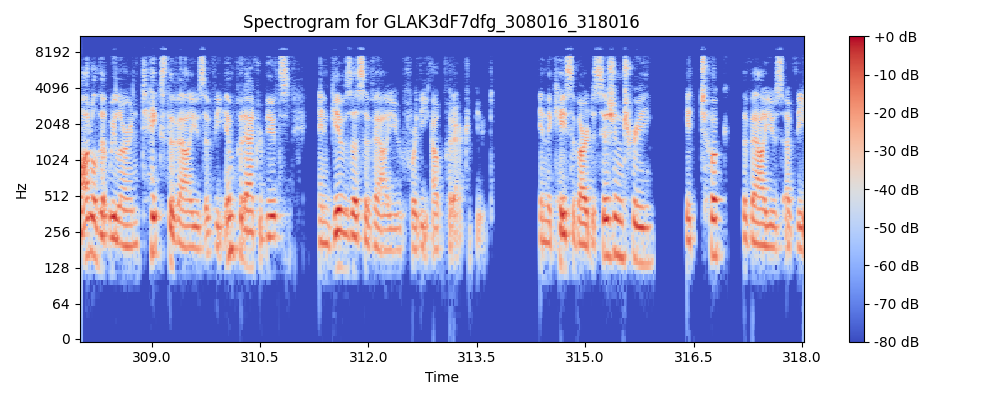 Spectrogram for GLAK3dF7dfg_308016_318016
8192
4096
2048
1024
512
256
128
64
0
Hz
309.0
310.5
312.0
313.5
315.0
316.5
318.0
Time
+0 dB
-10 dB
-20 dB
-30 dB
-40 dB
-50 dB
-60 dB
-70 dB
-80 dB